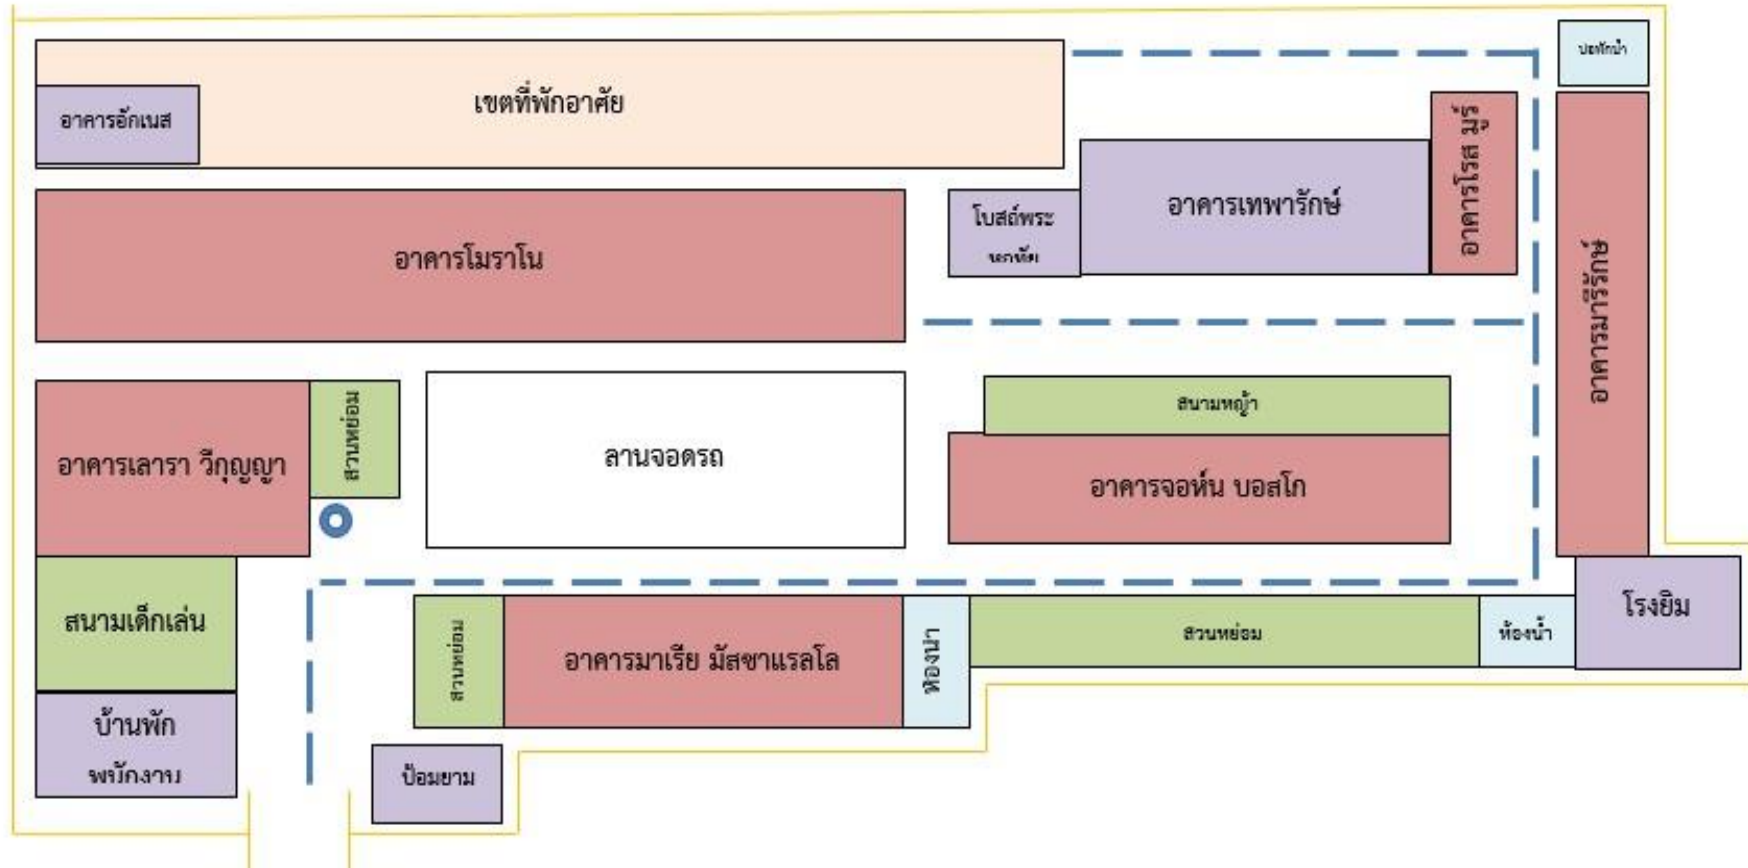 บ่อพักน้ำ
เขตที่พักอาศัย
อาคารอักเนส
อาคารโรส มูร์
อาคารเทพารักษ์
โบสถ์พระ
หฤทัย
อาคารโมราโน
อาคารมารีรักษ์
สวนหย่อม
สนามหญ้า
อาคารเลารา วีกุญญา
ลานจอดรถ
อาคารจอห์น บอสโก
สนามเด็กเล่น
สวนหย่อม
อาคารมาเรีย มัสซาแรลโล
ห้องน้ำ
สวนหย่อม
ห้องน้ำ
โรงยิม
บ้านพัก
พนักงาน
ป้อมยาม